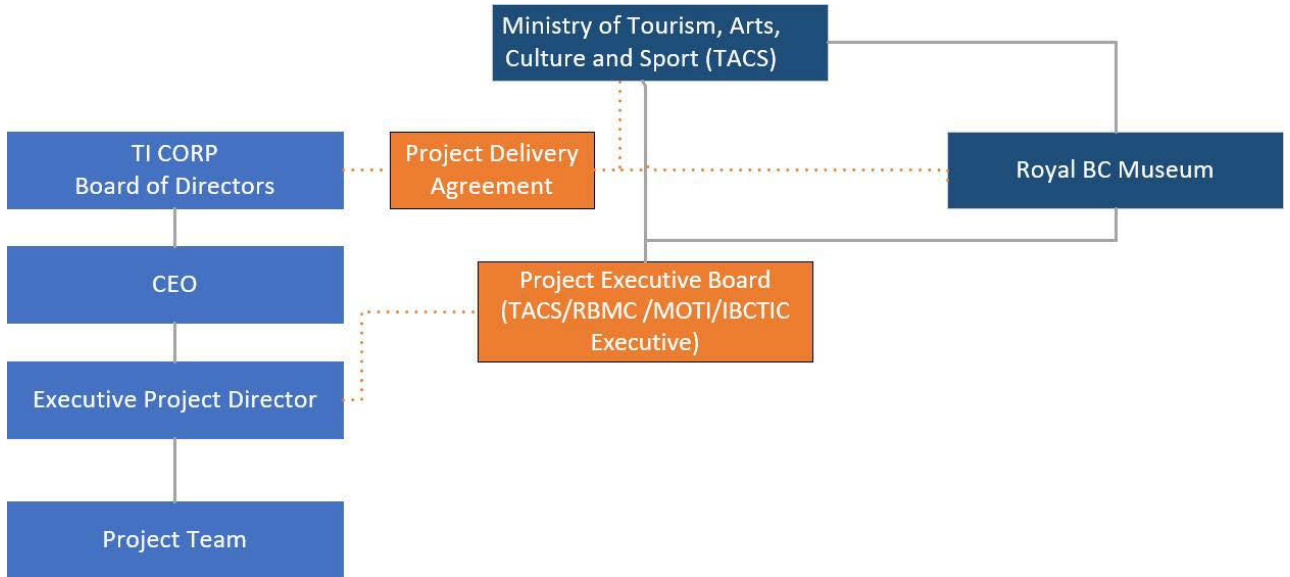 Ministry of Tourism, Arts,
Culture and Sport (TACS)
TI CORP
Board of Directors
Project Delivery
Agreement
Royal BC Museum
CEO
Project Executive Board
(TACS/RBMC /MOTI/IBCTIC
Executive)
Executive Project Director
Project Team